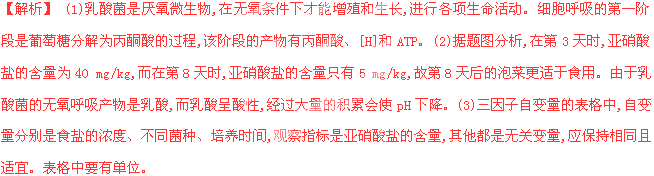 【解析】 (1)乳酸菌是厌氧微生物,在无氧条件下才能增殖和生长,进行各项生命活动。细胞呼吸的第一阶
段是葡萄糖分解为丙酮酸的过程,该阶段的产物有丙酮酸、[H]和 ATP。(2)据题图分析,在第 3 天时,亚硝酸
盐的含量为 40 mg/kg,而在第 8 天时,亚硝酸盐的含量只有 5 mg/kg,故第 8 天后的泡菜更适于食用。由于乳
酸菌的无氧呼吸产物是乳酸,而乳酸呈酸性,经过大量的积累会使 pH 下降。(3)三因子自变量的表格中,自变
量分别是食盐的浓度、不同菌种、培养时间,观察指标是亚硝酸盐的含量,其他都是无关变量,应保持相同且
适宜。表格中要有单位。